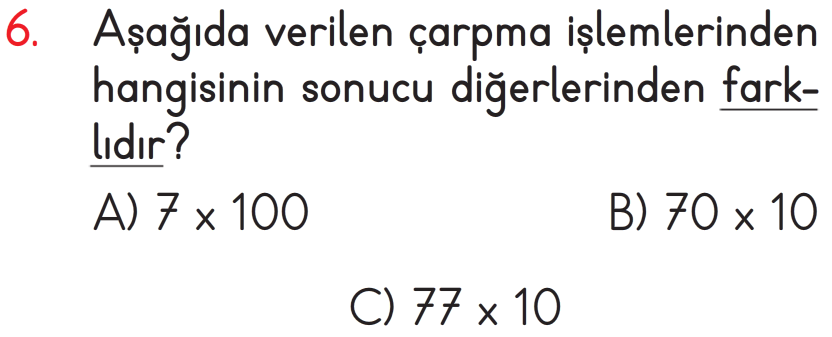 6. Aşağıda verilen çarpma işlemlerinden
hangisinin sonucu diğerlerinden fark-
lıdır?
A) 7 x 100 B) 70 x 10
C) 77 x 10